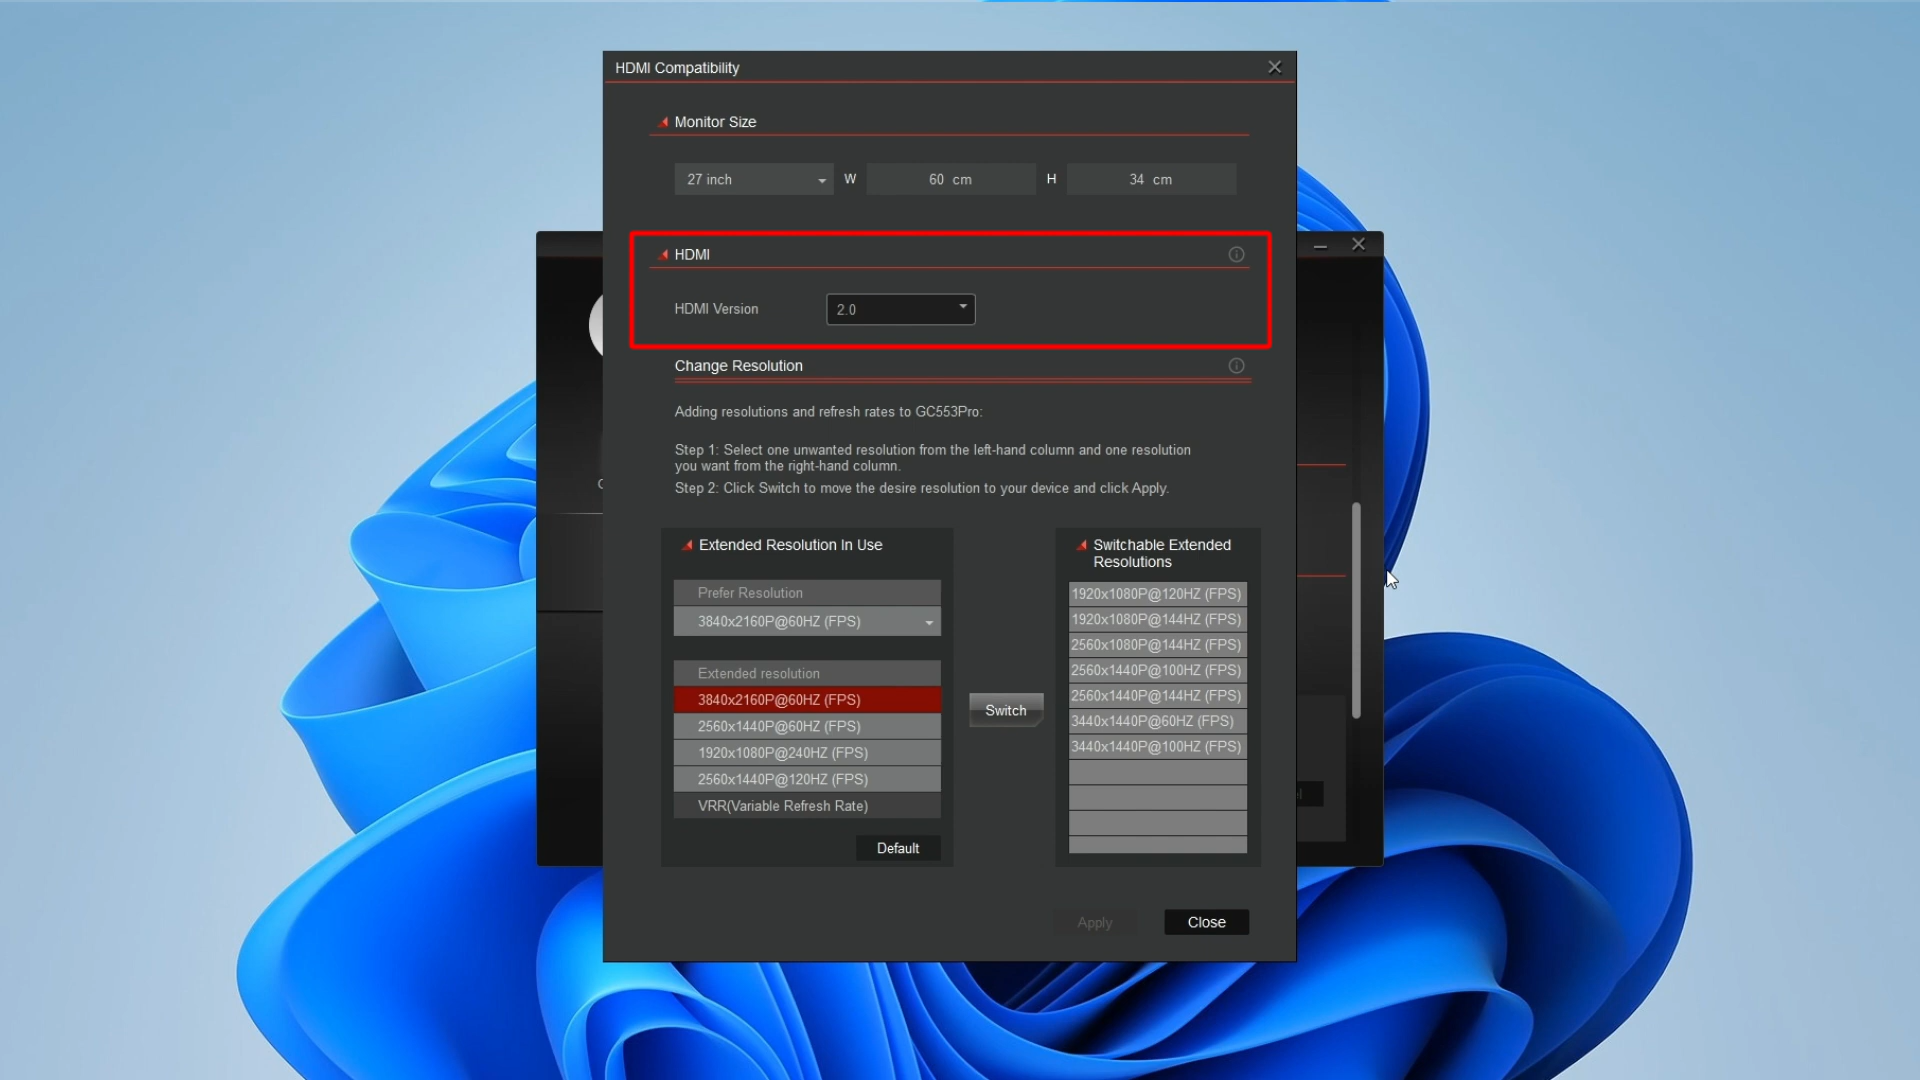 HDMI Compatibility
Monitor Size
27 inch
W
60 cm
H
34 cm
HDMI
HDMI Version
2.0
Change Resolution
Adding resolutions and refresh rates to GC553Pro:
Step 1: Select one unwanted resolution from the left-hand column and one resolution
you want from the right-hand column.
Step 2: Click Switch to move the desire resolution to your device and click Apply.
Extended Resolution In Use
Prefer Resolution
3840x2160P@60HZ (FPS)
Extended resolution
3840x2160P@60HZ (FPS)
2560x1440P@60HZ (FPS)
1920x1080P@240HZ (FPS)
2560x1440P@120HZ (FPS)
VRR(Variable Refresh Rate)
Default
Switch
Switchable Extended
Resolutions
1920x1080P@120HZ (FPS)
1920x1080P@144HZ (FPS)
2560x1080P@144HZ (FPS)
2560x1440P@100HZ (FPS)
2560x1440P@144HZ (FPS)
3440x1440P@60HZ (FPS)
3440x1440P@100HZ (FPS)
Apply
Close